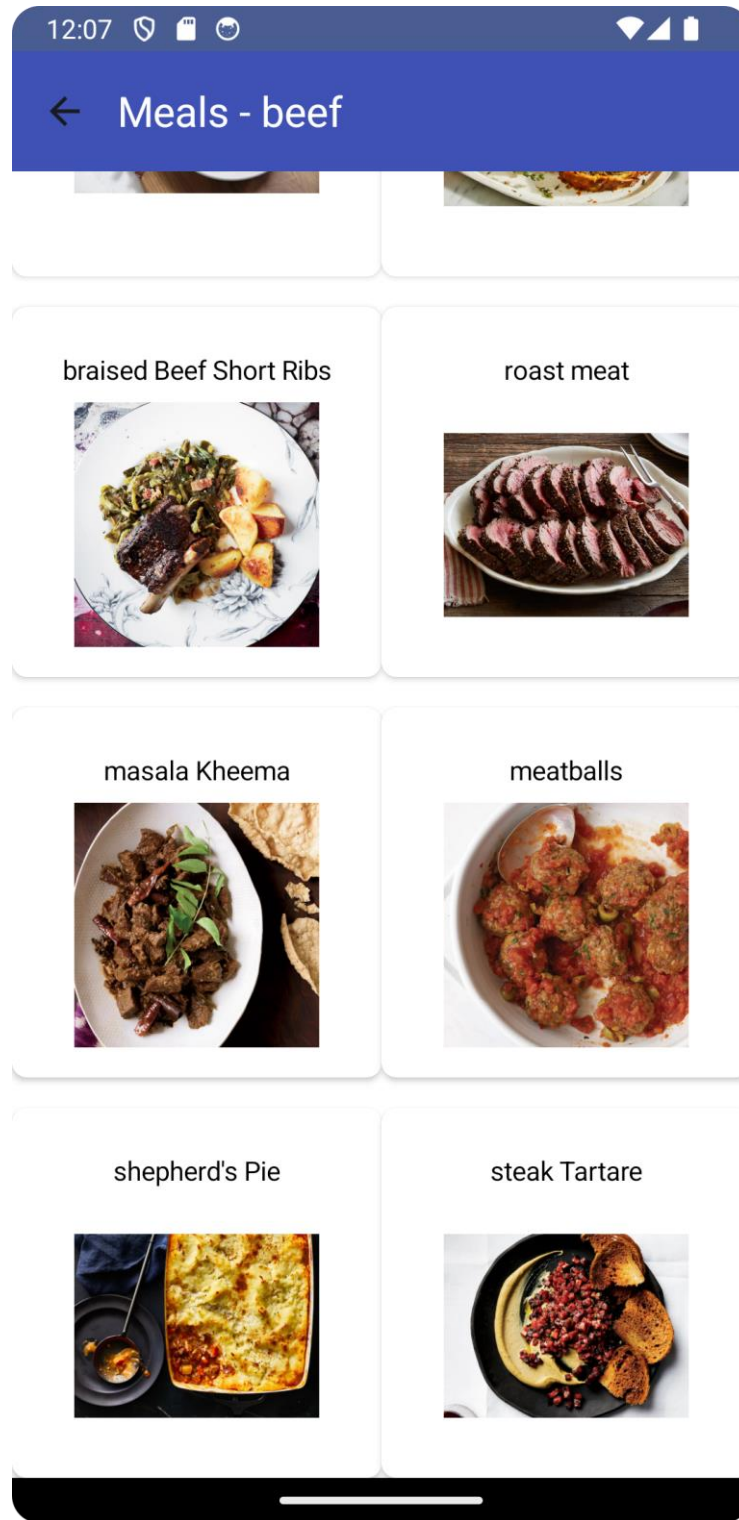 12:07
Meals - beef
braised Beef Short Ribs
roast meat
masala Kheema
meatballs
shepherd's Pie
steak Tartare